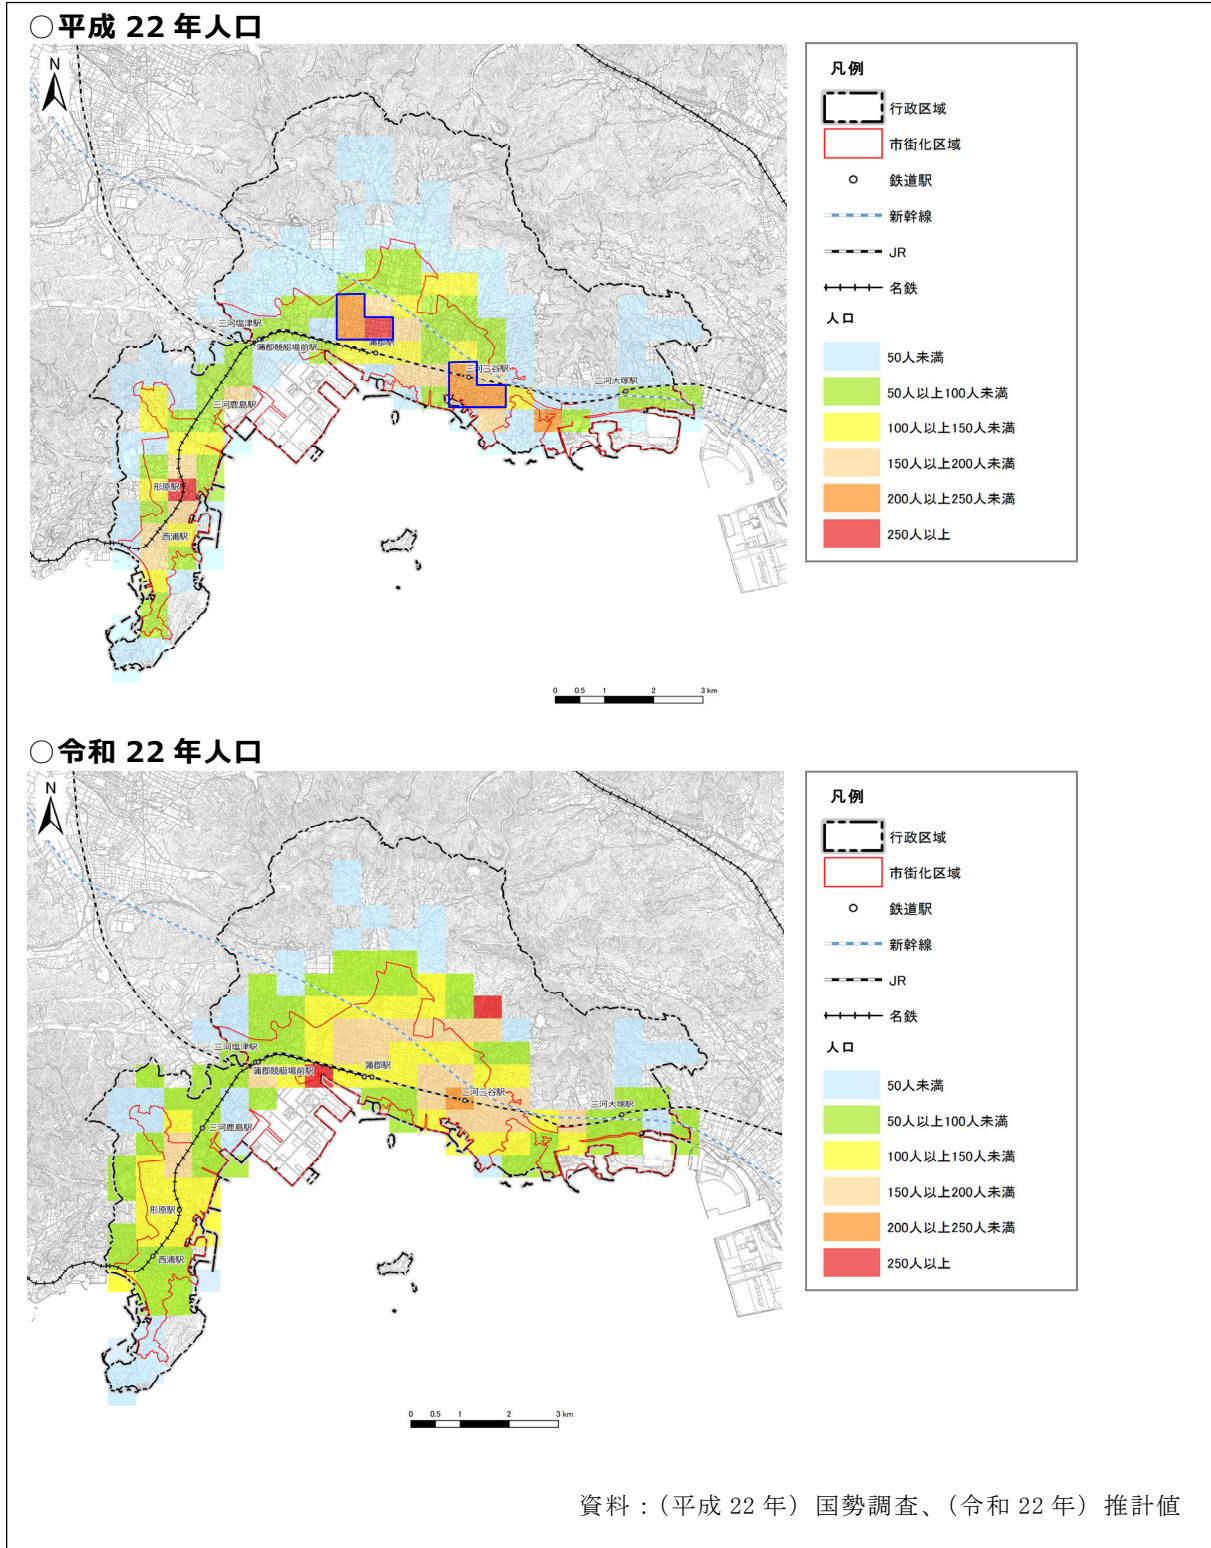 ○平成 22 年人口
N
三河塩津駅
蒲郡競艇場前駅
蒲郡駅
三河三谷駅
三河大塚駅
三河鹿島駅
形原駅
西浦駅
0 0.5 1 2 3 km
凡例
行政区域
市街化区域
鉄道駅
新幹線
JR
名鉄
人口
50人未満
50人以上100人未満
100人以上150人未満
150人以上200人未満
200人以上250人未満
250人以上
○令和 22 年人口
N
三河塩津駅
蒲郡競艇場前駅
蒲郡駅
三河三谷駅
三河大塚駅
三河鹿島駅
形原駅
西浦駅
0 0.5 1 2 3 km
凡例
行政区域
市街化区域
鉄道駅
新幹線
JR
名鉄
人口
50人未満
50人以上100人未満
100人以上150人未満
150人以上200人未満
200人以上250人未満
250人以上
資料：（平成 22 年）国勢調査、（令和 22 年）推計値